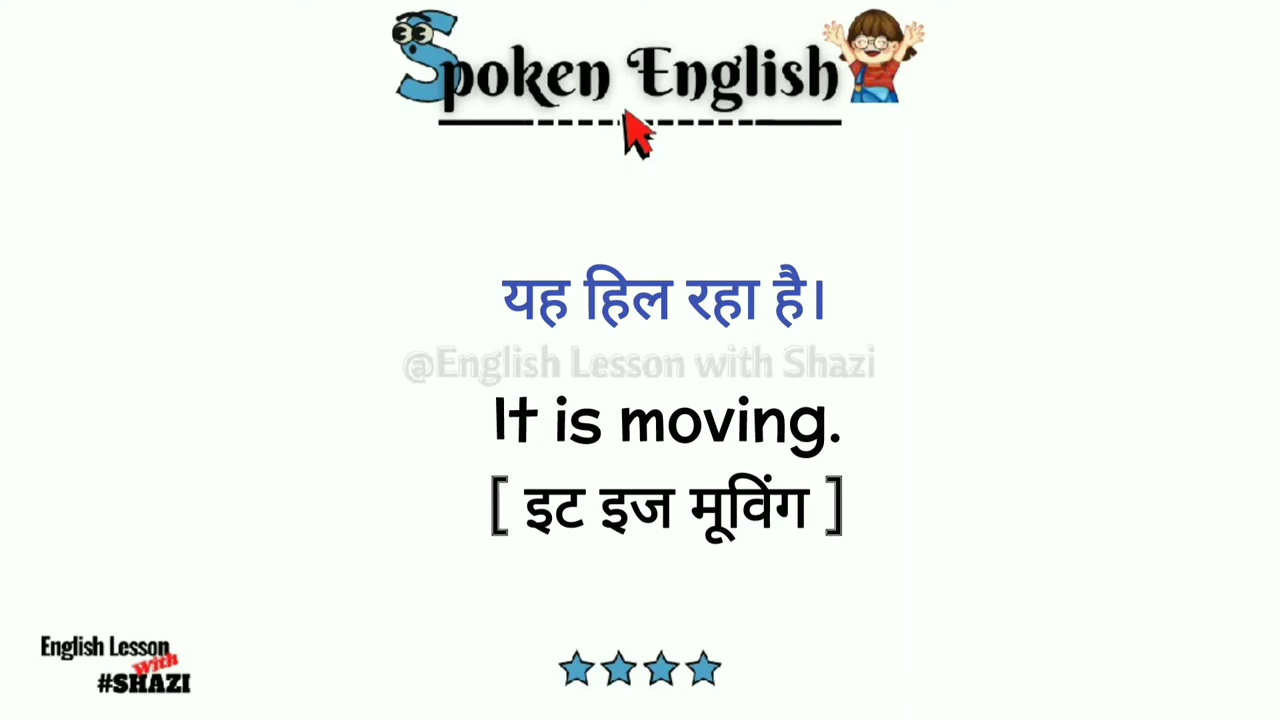 Spoken English
यह हिल रहा है।
@English Lesson with Shazi
It is moving.
[ इट इज मूविंग ]
English Lesson
with
#SHAZI